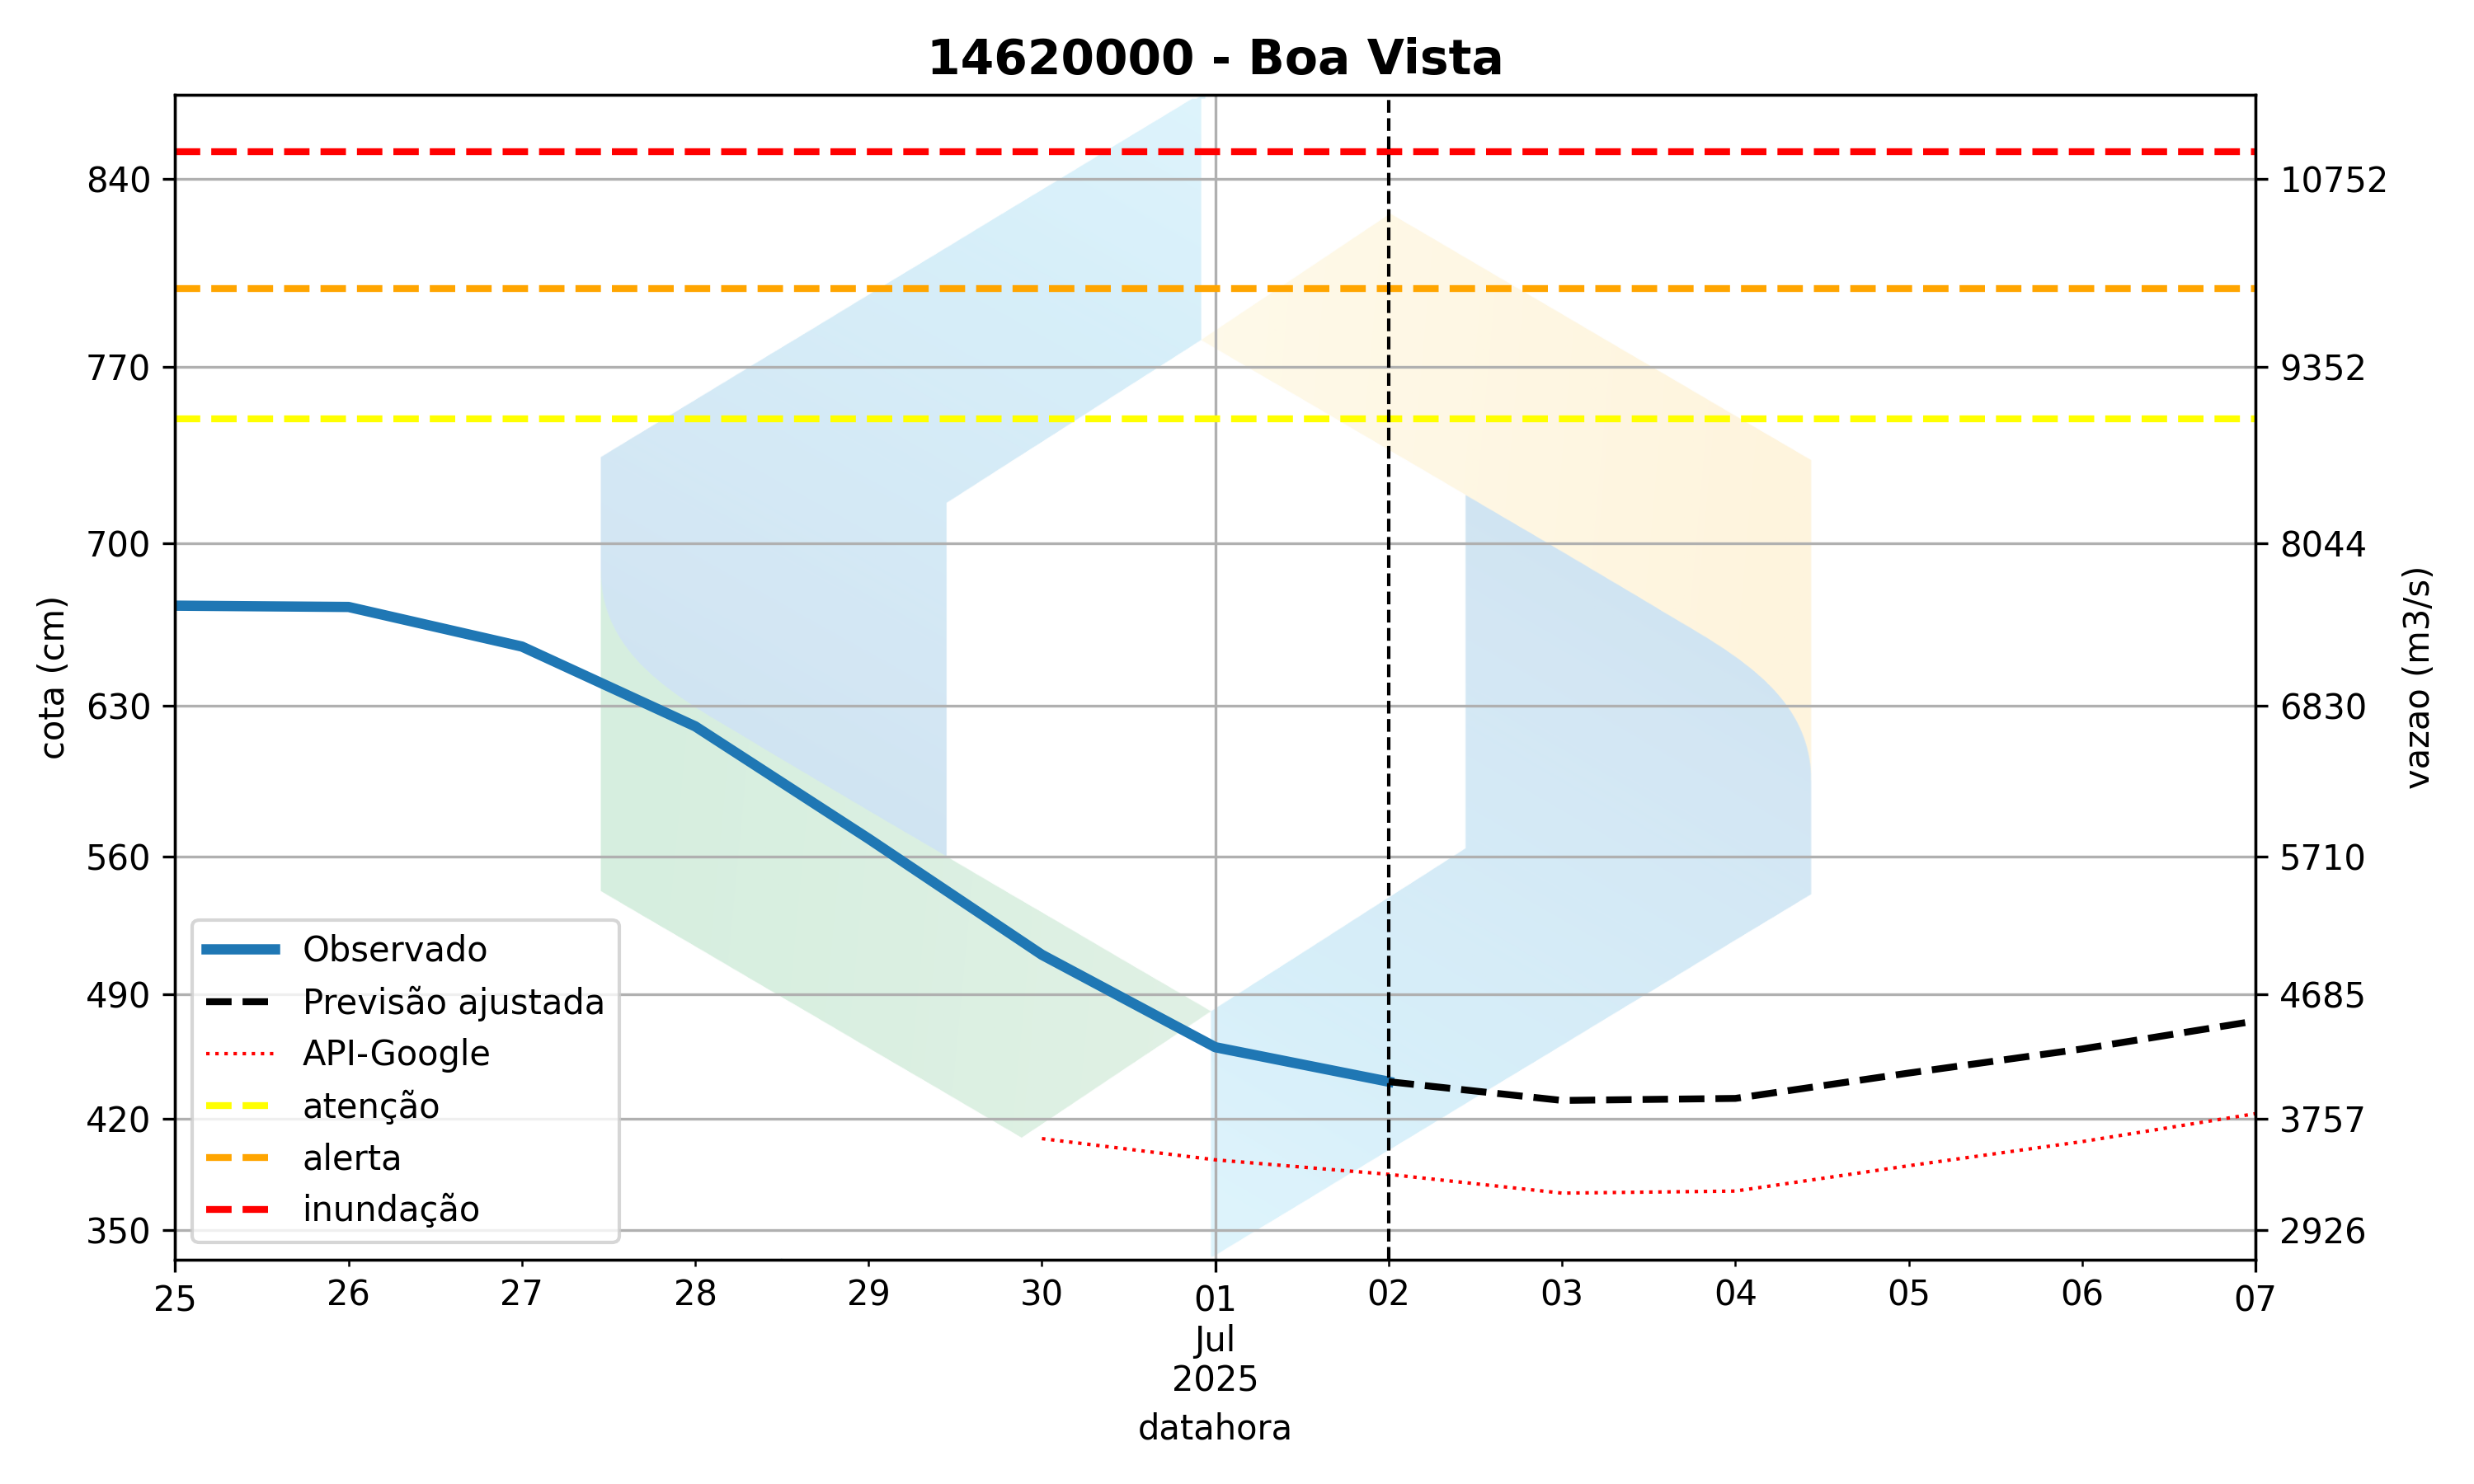 14620000 - Boa Vista
840
770
700
630
560
490
420
350
cota (cm)
10752
9352
8044
6830
5710
4685
3757
2926
vazao (m3/s)
Observado
Previsão ajustada
API-Google
atenção
alerta
inundação
25
26
27
28
29
30
01
02
03
04
05
06
07
Jul
2025
datahora